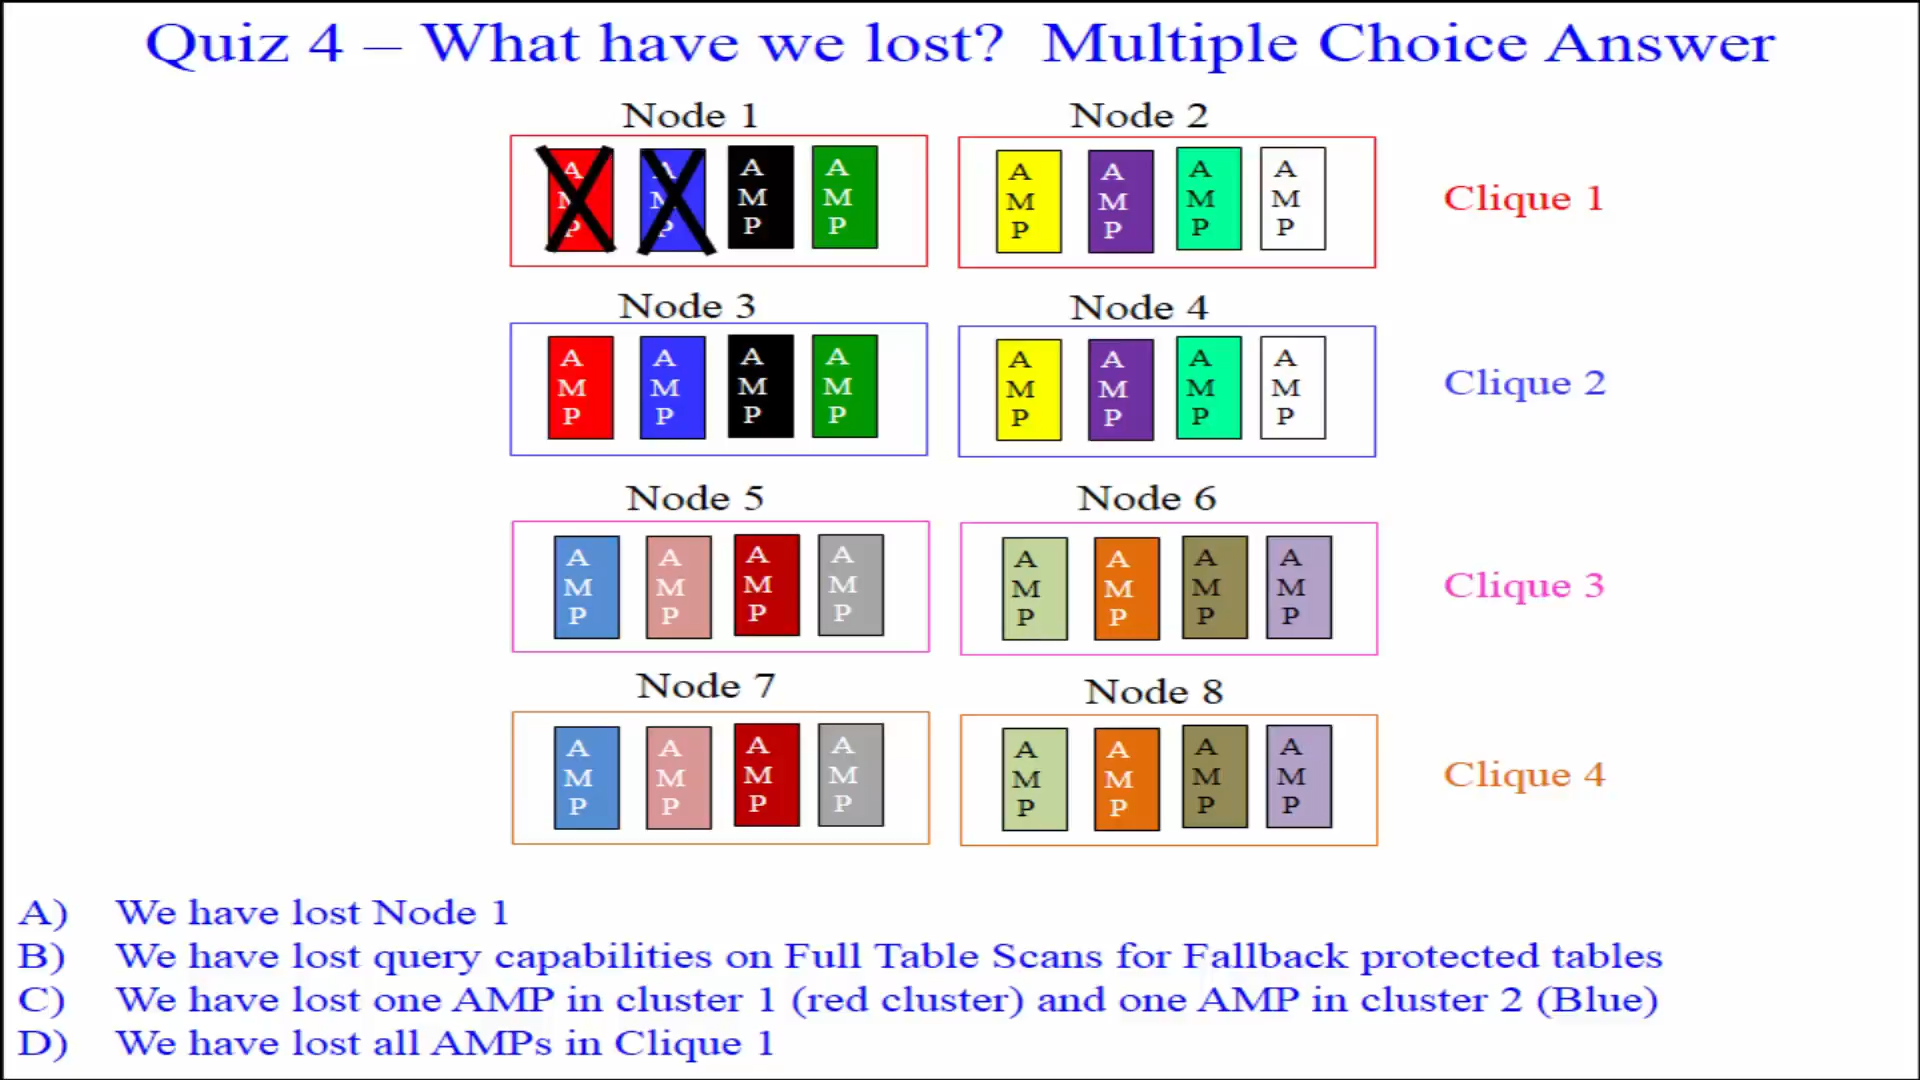 Quiz 4 – What have we lost? Multiple Choice Answer
Node 1 Node 2
A A A A A A A A
M M M M M M M M
P P P P P P P P
Clique 1
Node 3 Node 4
A A A A A A A A
M M M M M M M M
P P P P P P P P
Clique 2
Node 5 Node 6
A A A A A A A A
M M M M M M M M
P P P P P P P P
Clique 3
Node 7 Node 8
A A A A A A A A
M M M M M M M M
P P P P P P P P
Clique 4
A) We have lost Node 1
B) We have lost query capabilities on Full Table Scans for Fallback protected tables
C) We have lost one AMP in cluster 1 (red cluster) and one AMP in cluster 2 (Blue)
D) We have lost all AMPs in Clique 1